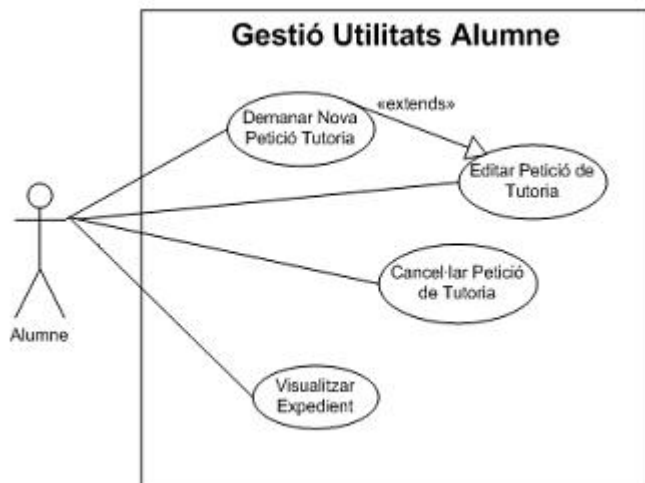 Gestió Utilitats Alumne
«extends»
Demanar Nova
Petició Tutoria
Editar Petició de
Tutoria
Cancel·lar Petició
de Tutoria
Alumne
Visualitzar
Expedient